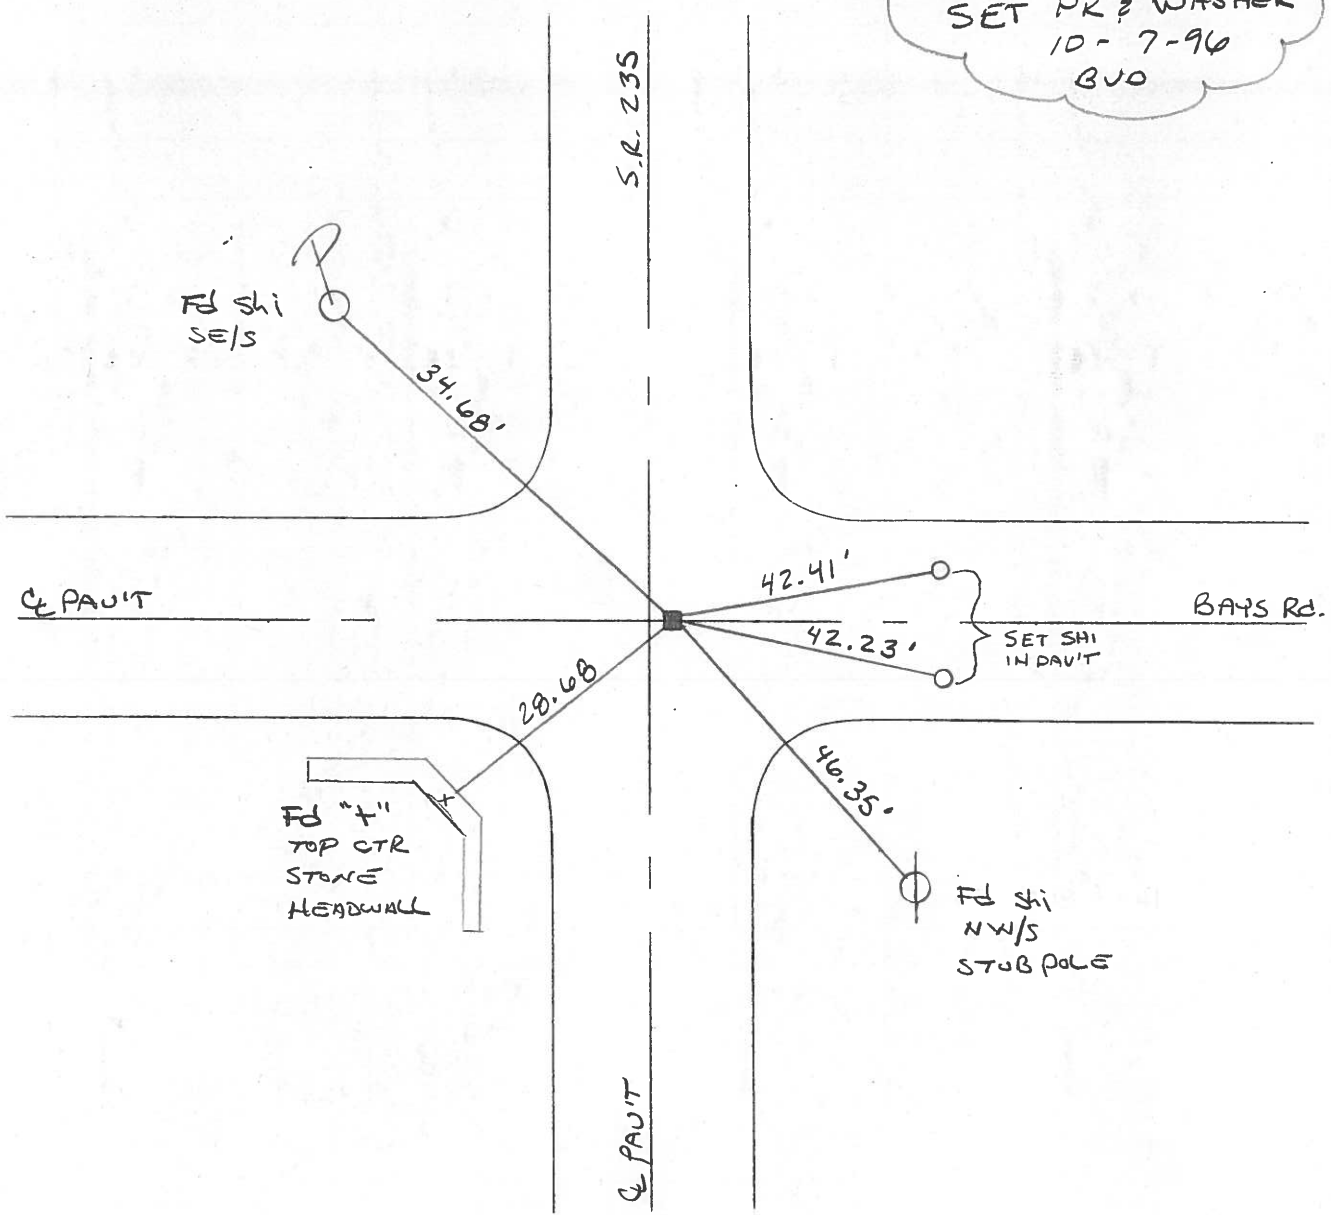 SET PK & WASHER
10-7-96
BVD
S.R. 235
Fd shi
SE/S
34.68'
42.41'
℄ PAV'T
BAYS Rd.
42.23'
SET SHI
IN PAV'T
28.68
46.35'
Fd "+"
TOP CTR
STONE
HEADWALL
Fd shi
NW/S
STUB POLE
℄ PAV'T